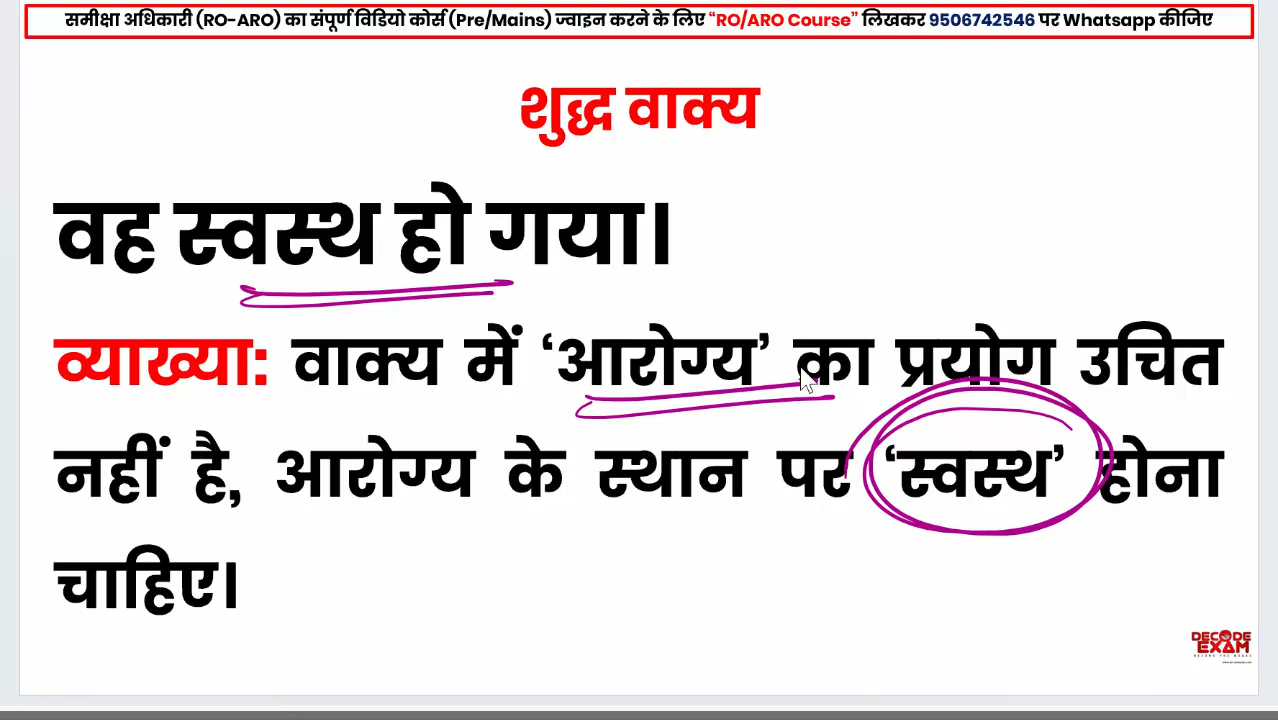 समीक्षा अधिकारी (RO-ARO) का संपूर्ण विडियो कोर्स (Pre/Mains) ज्वाइन करने के लिए “RO/ARO Course” लिखकर 9506742546 पर Whatsapp कीजिए
शुद्ध वाक्य
वह स्वस्थ हो गया।
व्याख्या: वाक्य में ‘आरोग्य’ का प्रयोग उचित
नहीं है, आरोग्य के स्थान पर ‘स्वस्थ’ होना
चाहिए।
DECODE
EXAM